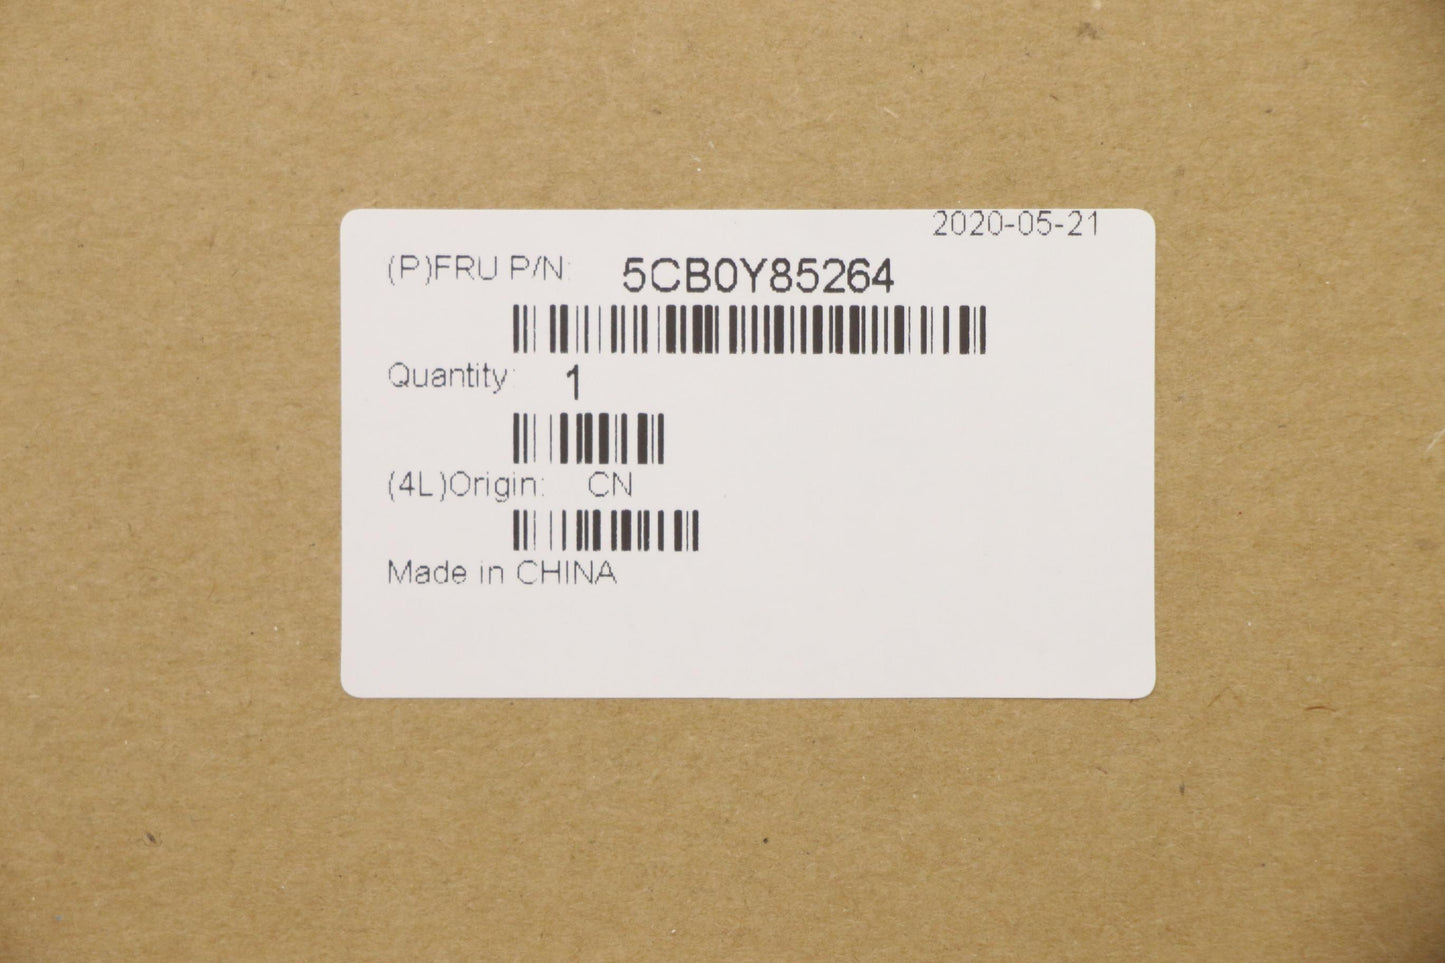 2020-05-21
(P)FRU P/N: 5CB0Y85264
Quantity: 1
(4L)Origin: CN
Made in CHINA